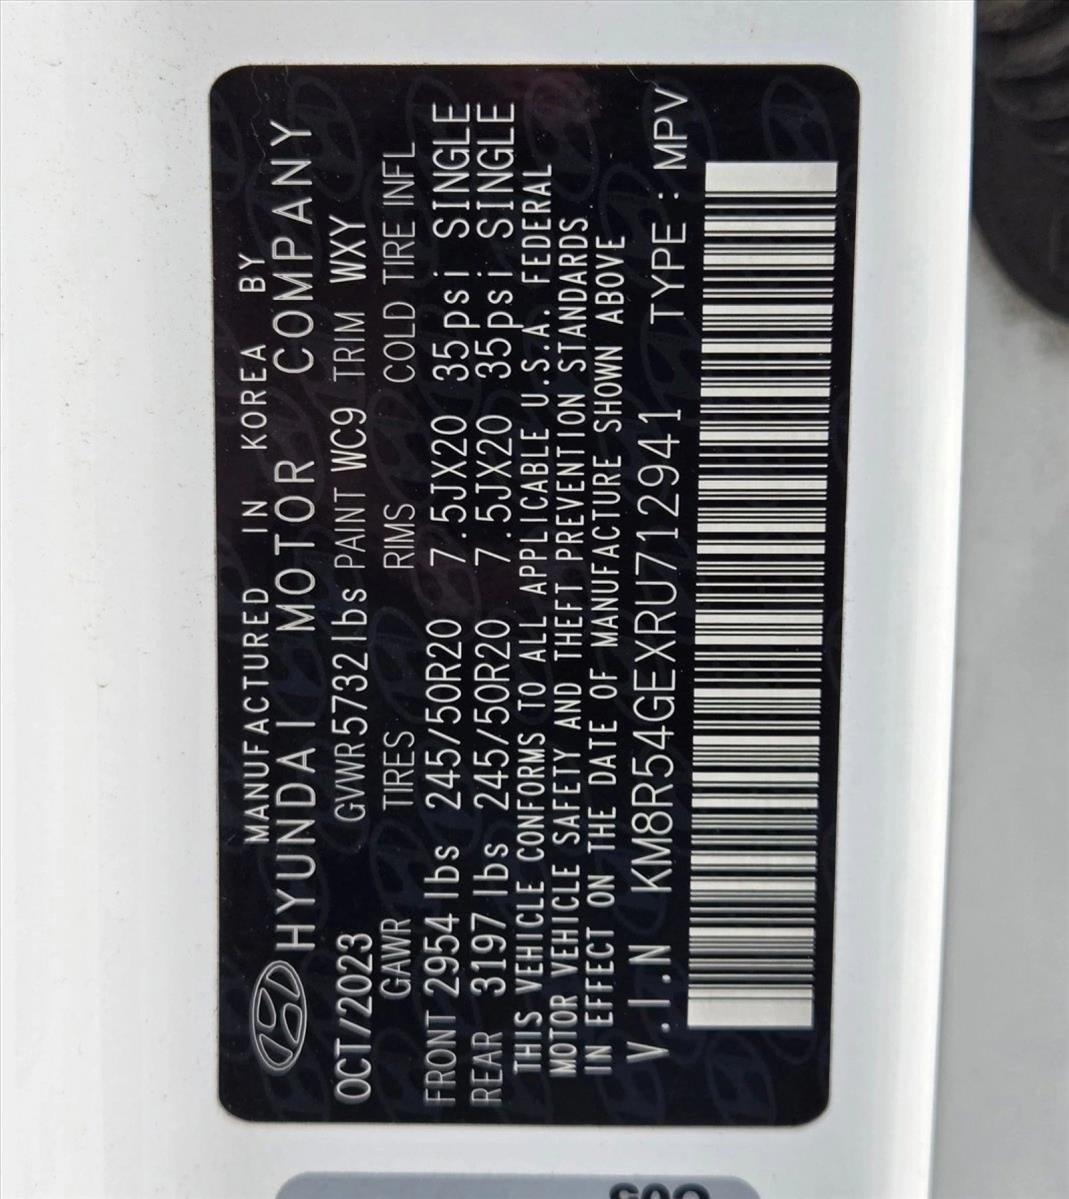 MANUFACTURED IN KOREA BY
HYUNDAI MOTOR COMPANY
OCT/2023 GVWR5732lbs PAINT WC9 TRIM WXY
GAWR TIRES RIMS COLD TIRE INFL
FRONT 2954 lbs 245/50R20 7.5JX20 35psi SINGLE
REAR 3197 lbs 245/50R20 7.5JX20 35psi SINGLE
THIS VEHICLE CONFORMS TO ALL APPLICABLE U.S.A. FEDERAL
MOTOR VEHICLE SAFETY AND THEFT PREVENTION STANDARDS
IN EFFECT ON THE DATE OF MANUFACTURE SHOWN ABOVE
V.I.N KM8R54GEXRU712941 TYPE : MPV